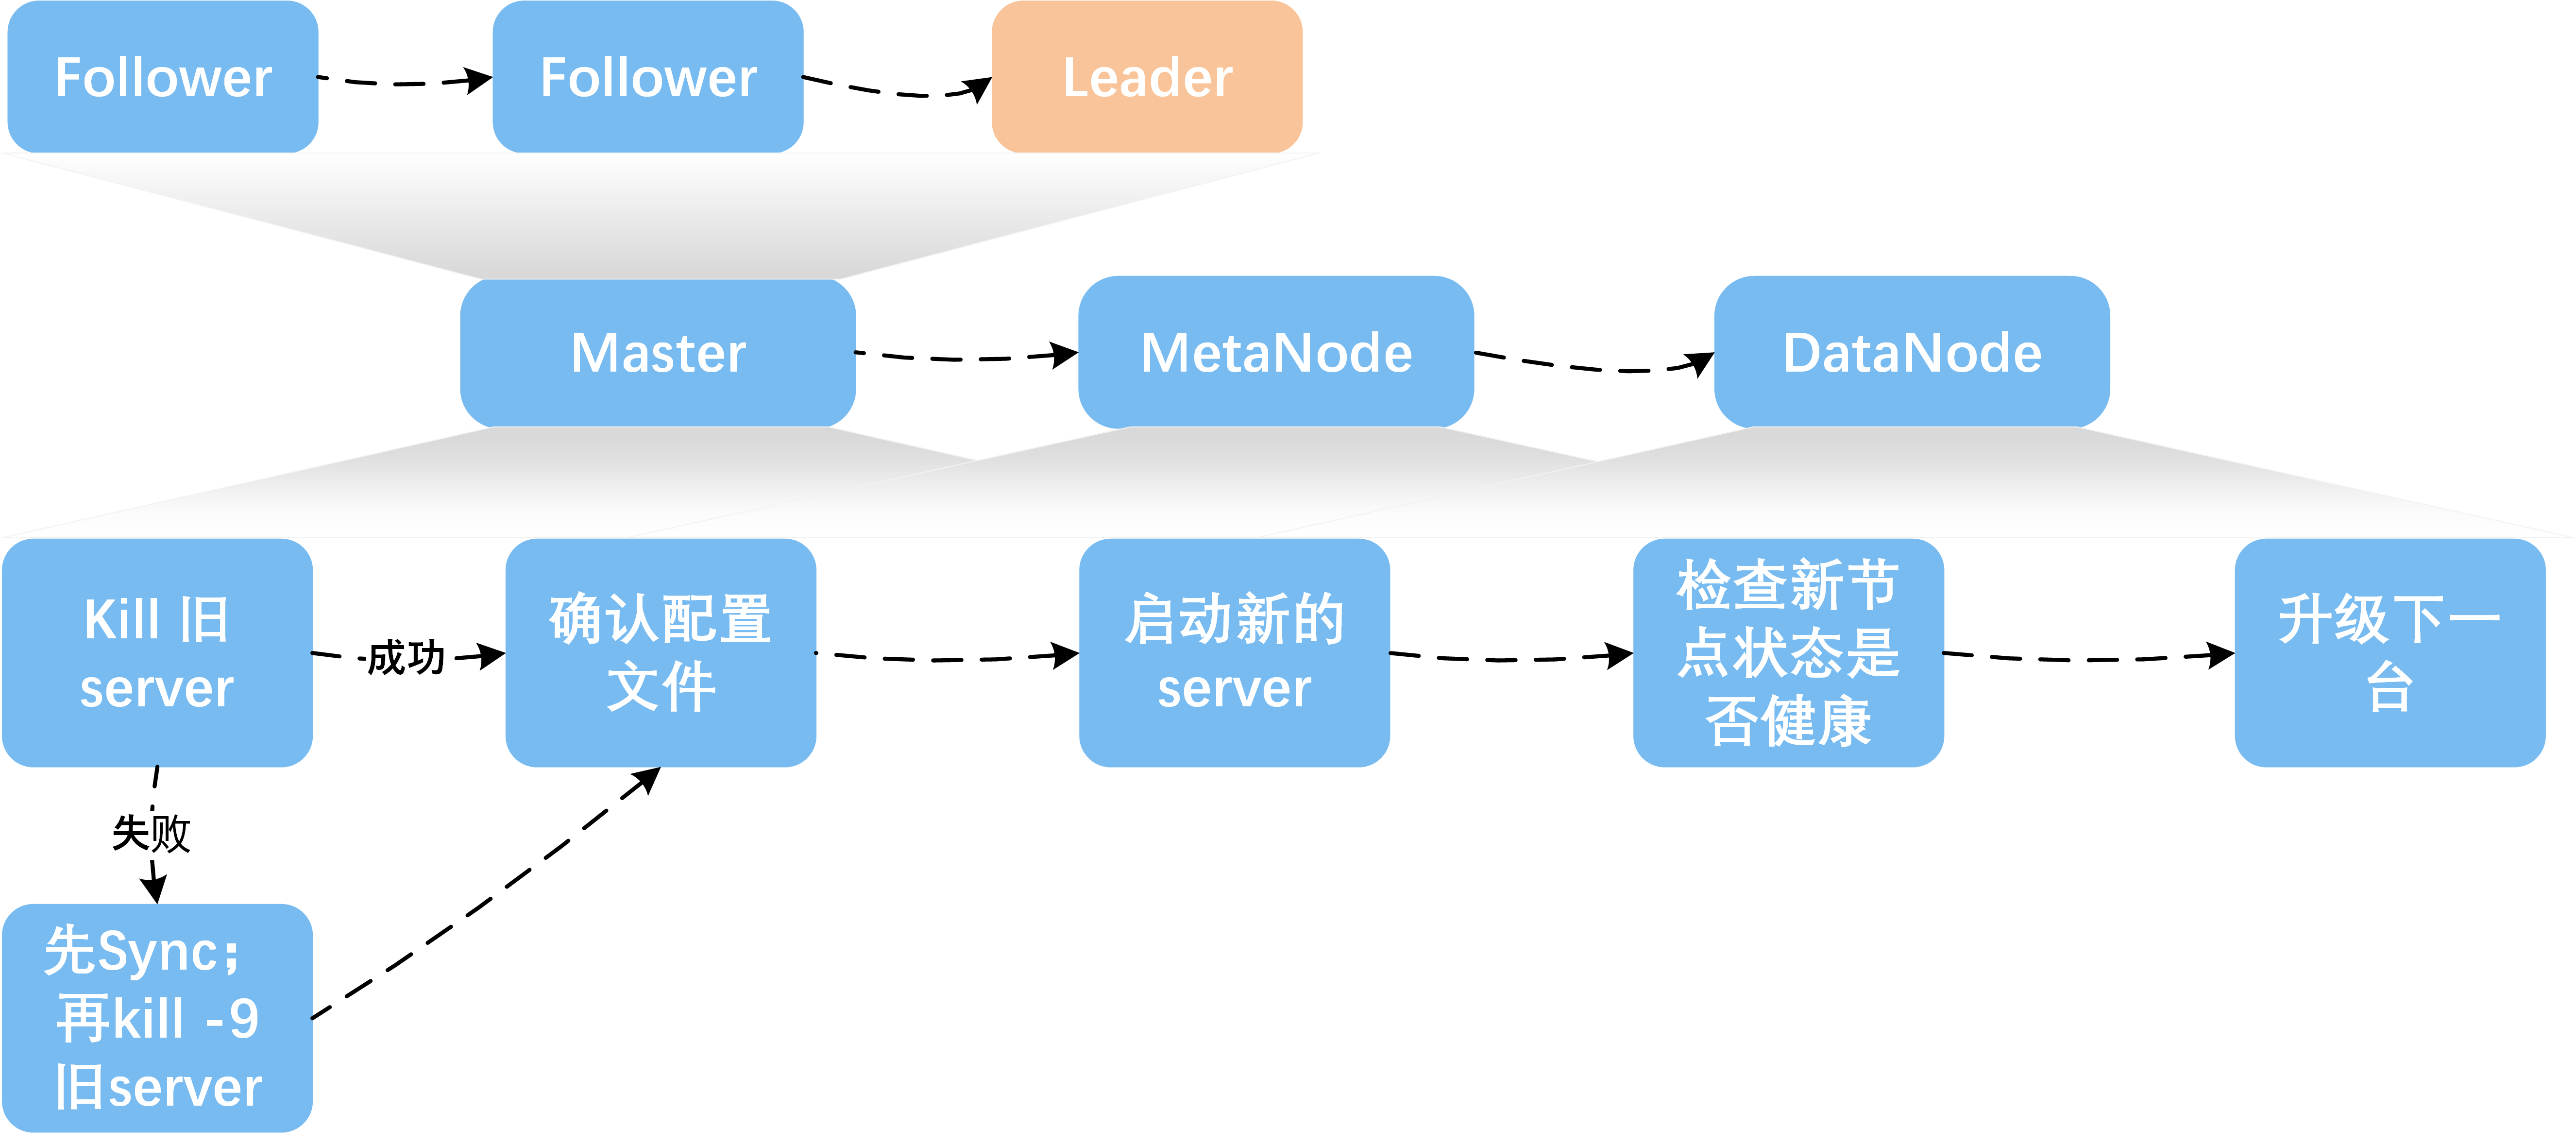 Follower
Follower
Leader
Master
MetaNode
DataNode
Kill 旧
server
成功
确认配置
文件
启动新的
server
检查新节
点状态是
否健康
升级下一
台
失败
先Sync;
再kill -9
旧server